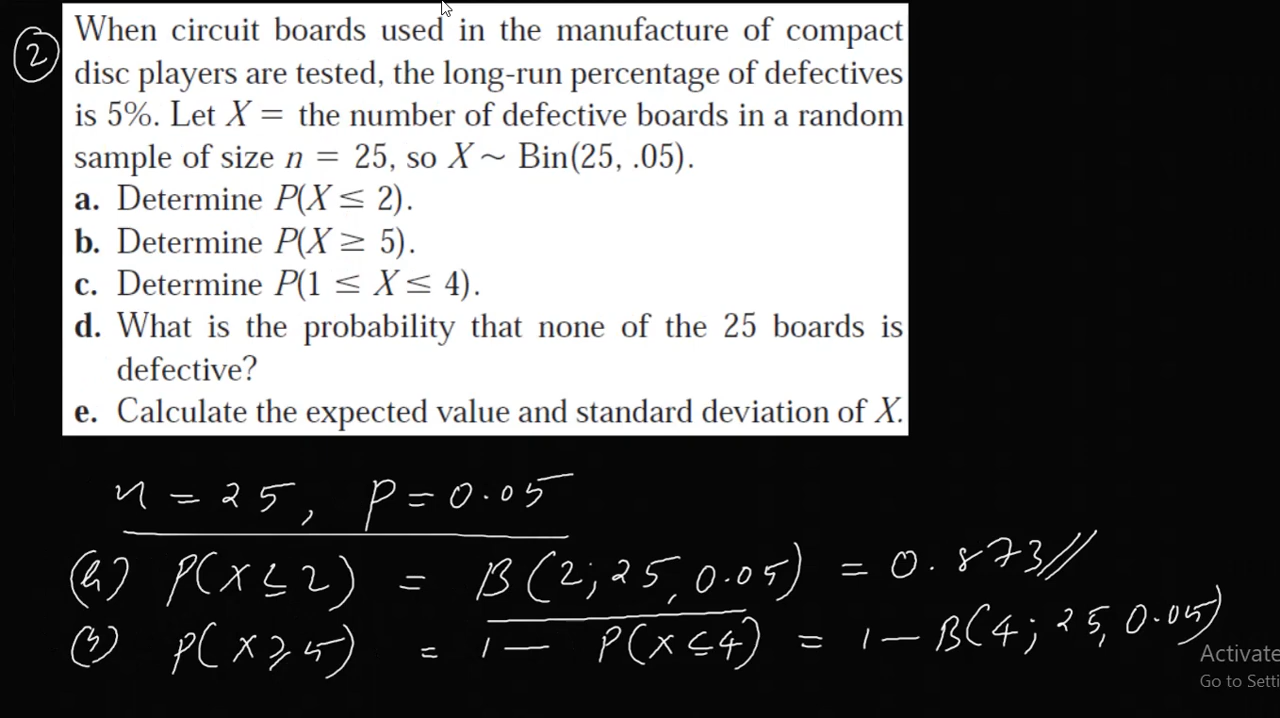 2
When circuit boards used in the manufacture of compact
disc players are tested, the long-run percentage of defectives
is 5%. Let X = the number of defective boards in a random
sample of size n = 25, so X ~ Bin(25, .05).
a. Determine P(X ≤ 2).
b. Determine P(X ≥ 5).
c. Determine P(1 ≤ X ≤ 4).
d. What is the probability that none of the 25 boards is
defective?
e. Calculate the expected value and standard deviation of X.
n = 25, p = 0.05
(a) P(X ≤ 2) = B(2; 25, 0.05) = 0.873//
(b) P(X ≥ 5) = 1 - P(X ≤ 4) = 1 - B(4; 25, 0.05)
Activate
Go to Setti